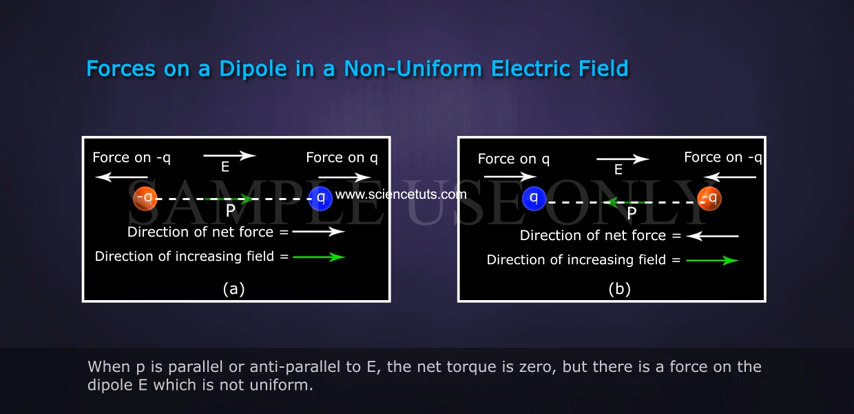 Forces on a Dipole in a Non-Uniform Electric Field
Force on -q
E
Force on q
-q
q
www.sciencetuts.com
P
Direction of net force =
Direction of increasing field =
(a)
Force on q
E
Force on -q
q
-q
P
Direction of net force =
Direction of increasing field =
(b)
SAMPLE USE ONLY
When p is parallel or anti-parallel to E, the net torque is zero, but there is a force on the
dipole E which is not uniform.